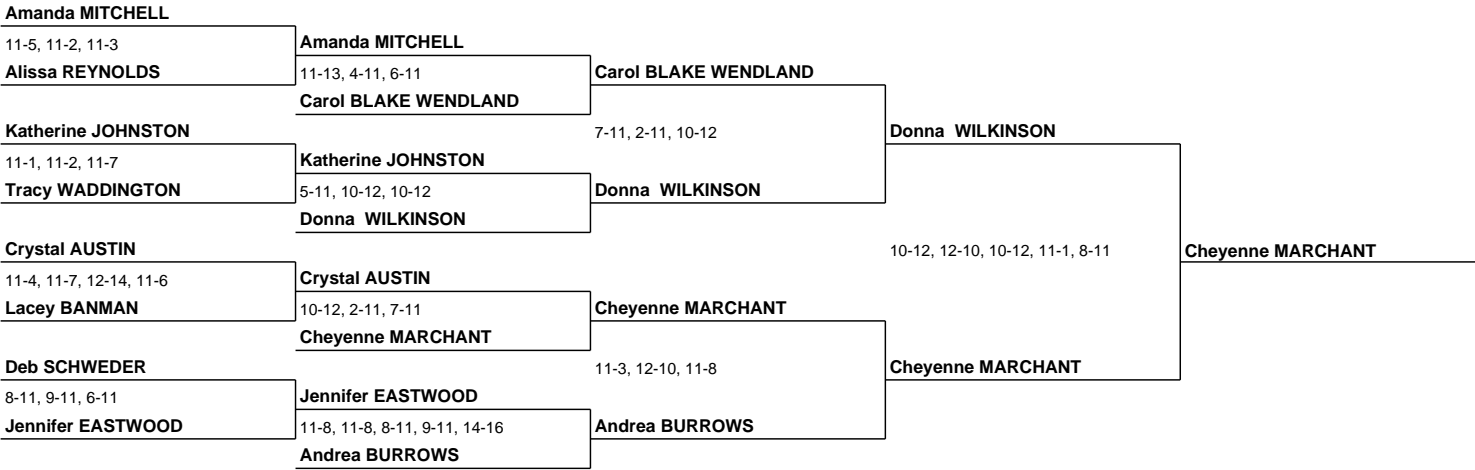 Amanda MITCHELL
11-5, 11-2, 11-3
Alissa REYNOLDS
Amanda MITCHELL
11-13, 4-11, 6-11
Carol BLAKE WENDLAND
Carol BLAKE WENDLAND
7-11, 2-11, 10-12
Katherine JOHNSTON
11-1, 11-2, 11-7
Tracy WADDINGTON
Katherine JOHNSTON
5-11, 10-12, 10-12
Donna WILKINSON
Donna WILKINSON
Donna WILKINSON
10-12, 12-10, 10-12, 11-1, 8-11
Cheyenne MARCHANT
Crystal AUSTIN
11-4, 11-7, 12-14, 11-6
Lacey BANMAN
Crystal AUSTIN
10-12, 2-11, 7-11
Cheyenne MARCHANT
Cheyenne MARCHANT
11-3, 12-10, 11-8
Cheyenne MARCHANT
Deb SCHWEDER
8-11, 9-11, 6-11
Jennifer EASTWOOD
Jennifer EASTWOOD
11-8, 11-8, 8-11, 9-11, 14-16
Andrea BURROWS
Andrea BURROWS